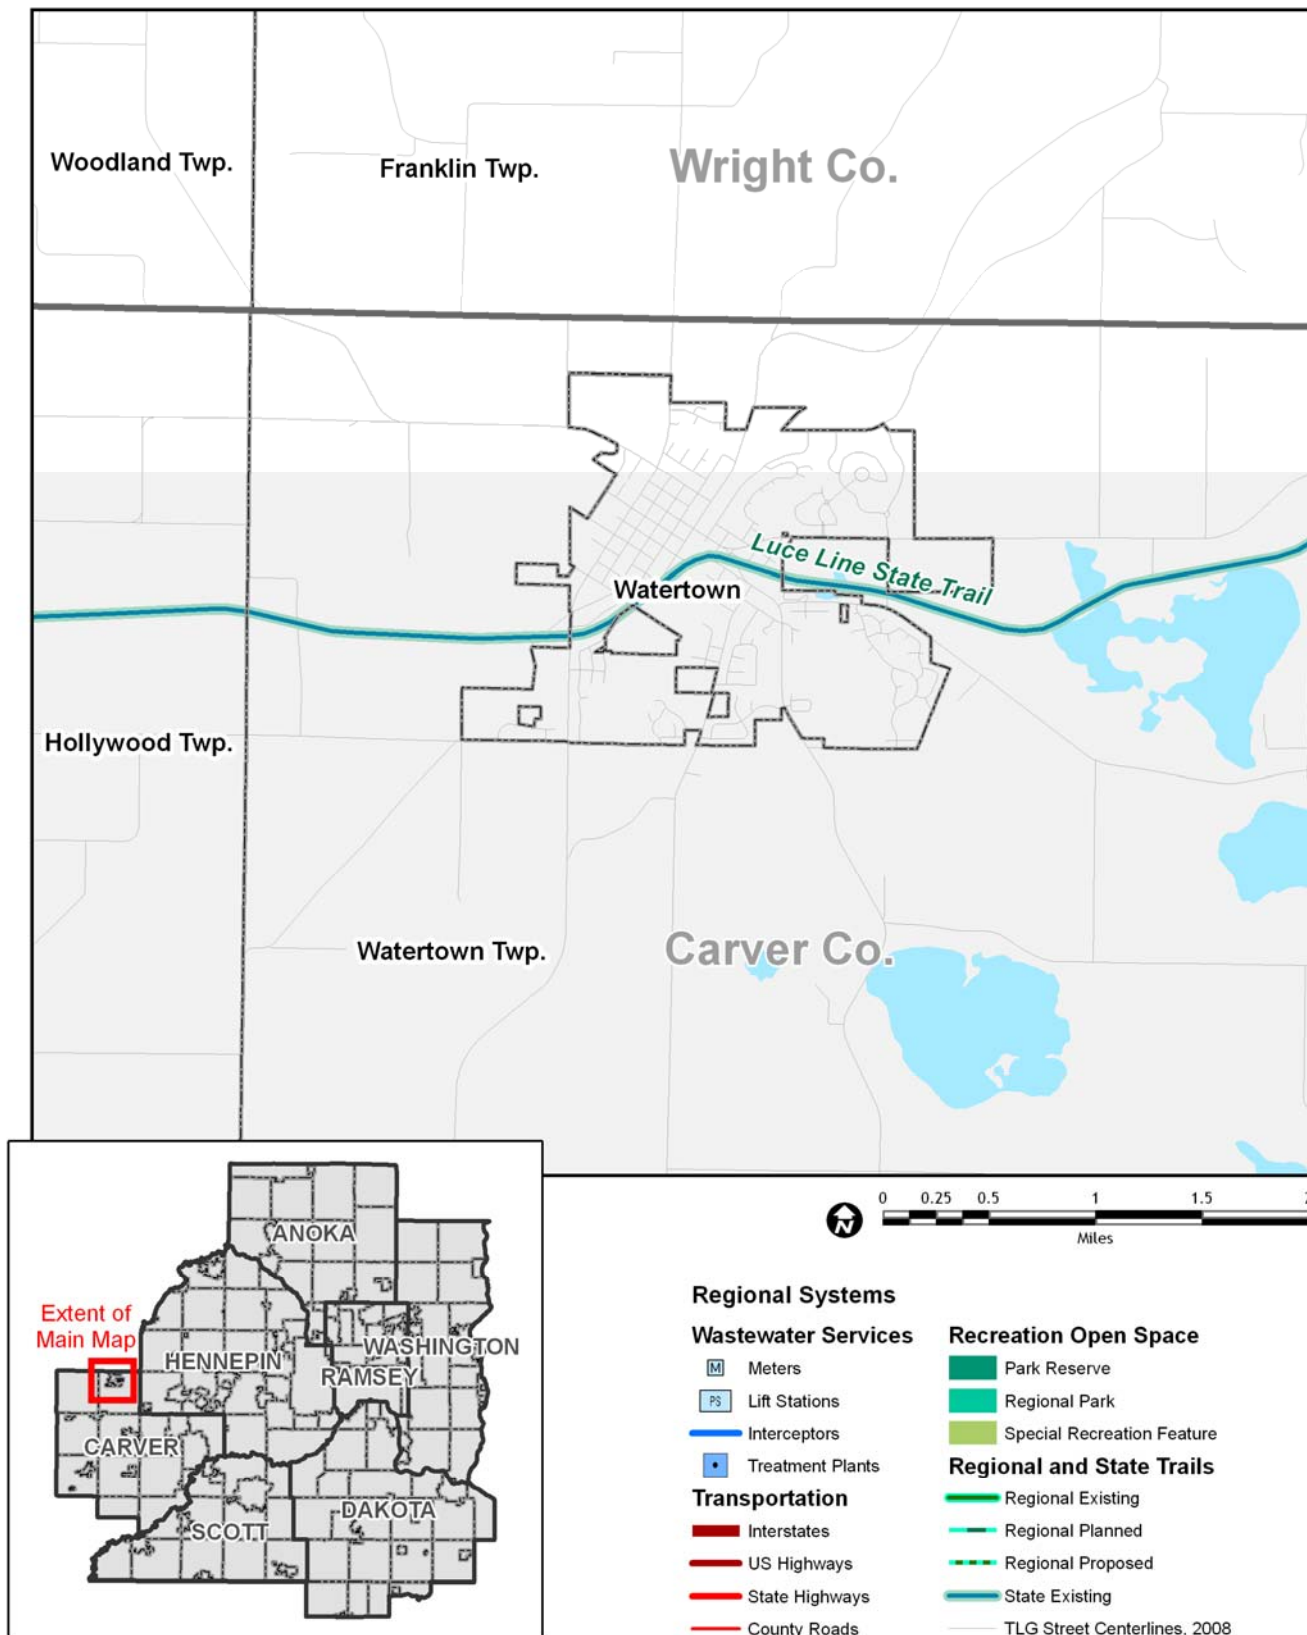 Woodland Twp.
Franklin Twp.
Wright Co.
Luce Line State Trail
Watertown
Hollywood Twp.
Watertown Twp.
Carver Co.
ANOKA
Extent of
Main Map
HENNEPIN
WASHINGTON
RAMSEY
CARVER
DAKOTA
SCOTT
N
0 0.25 0.5 1 1.5
Miles
Regional Systems
Wastewater Services
M Meters
PS Lift Stations
Interceptors
Treatment Plants
Transportation
Interstates
US Highways
State Highways
County Roads
Recreation Open Space
Park Reserve
Regional Park
Special Recreation Feature
Regional and State Trails
Regional Existing
Regional Planned
Regional Proposed
State Existing
TLG Street Centerlines, 2008